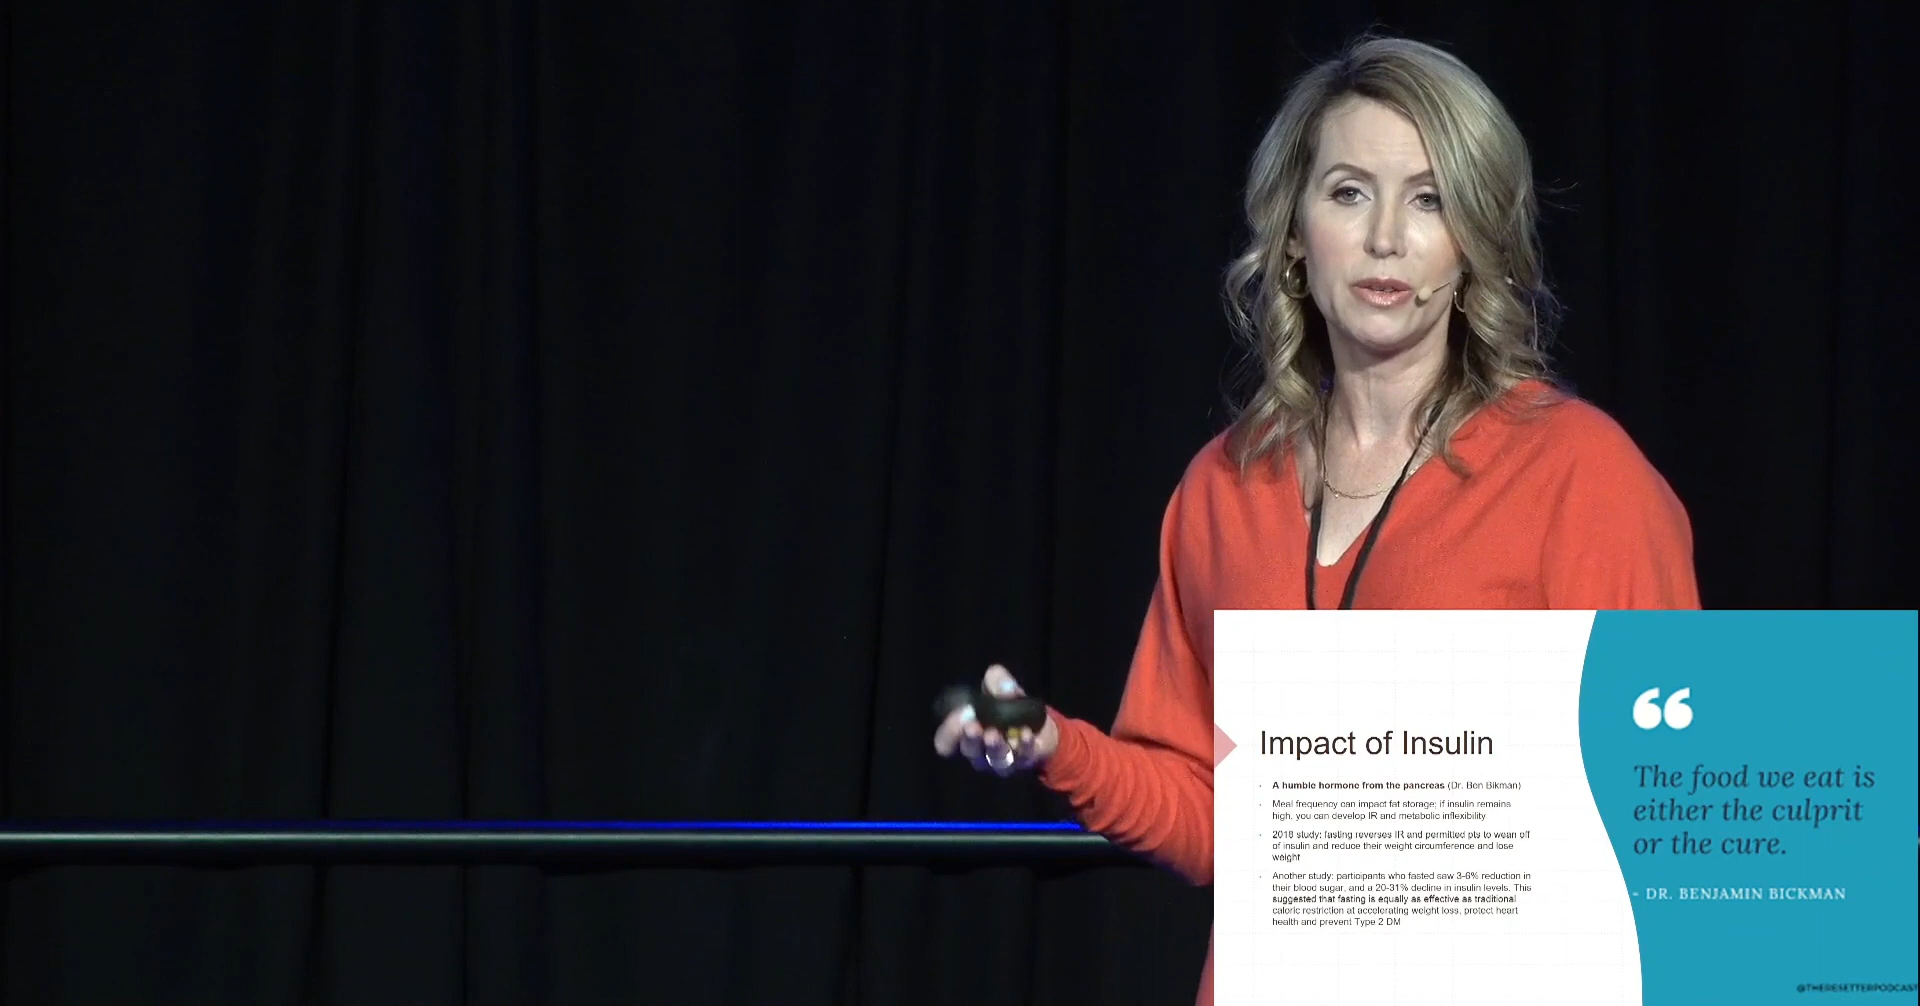 Impact of Insulin
A humble hormone from the pancreas (Dr. Ben Bikman)
Meal frequency can impact fat storage; if insulin remains
high, you can develop IR and metabolic inflexibility
2018 study: fasting reverses IR and permitted pts to wean off
of insulin and reduce their weight circumference and lose
weight
Another study: participants who fasted saw 3-6% reduction in
their blood sugar, and a 20-31% decline in insulin levels. This
suggested that fasting is equally as effective as traditional
caloric restriction at accelerating weight loss, protect heart
health and prevent Type 2 DM
“
The food we eat is
either the culprit
or the cure.
- DR. BENJAMIN BICKMAN
@THERESETTERPODCAST